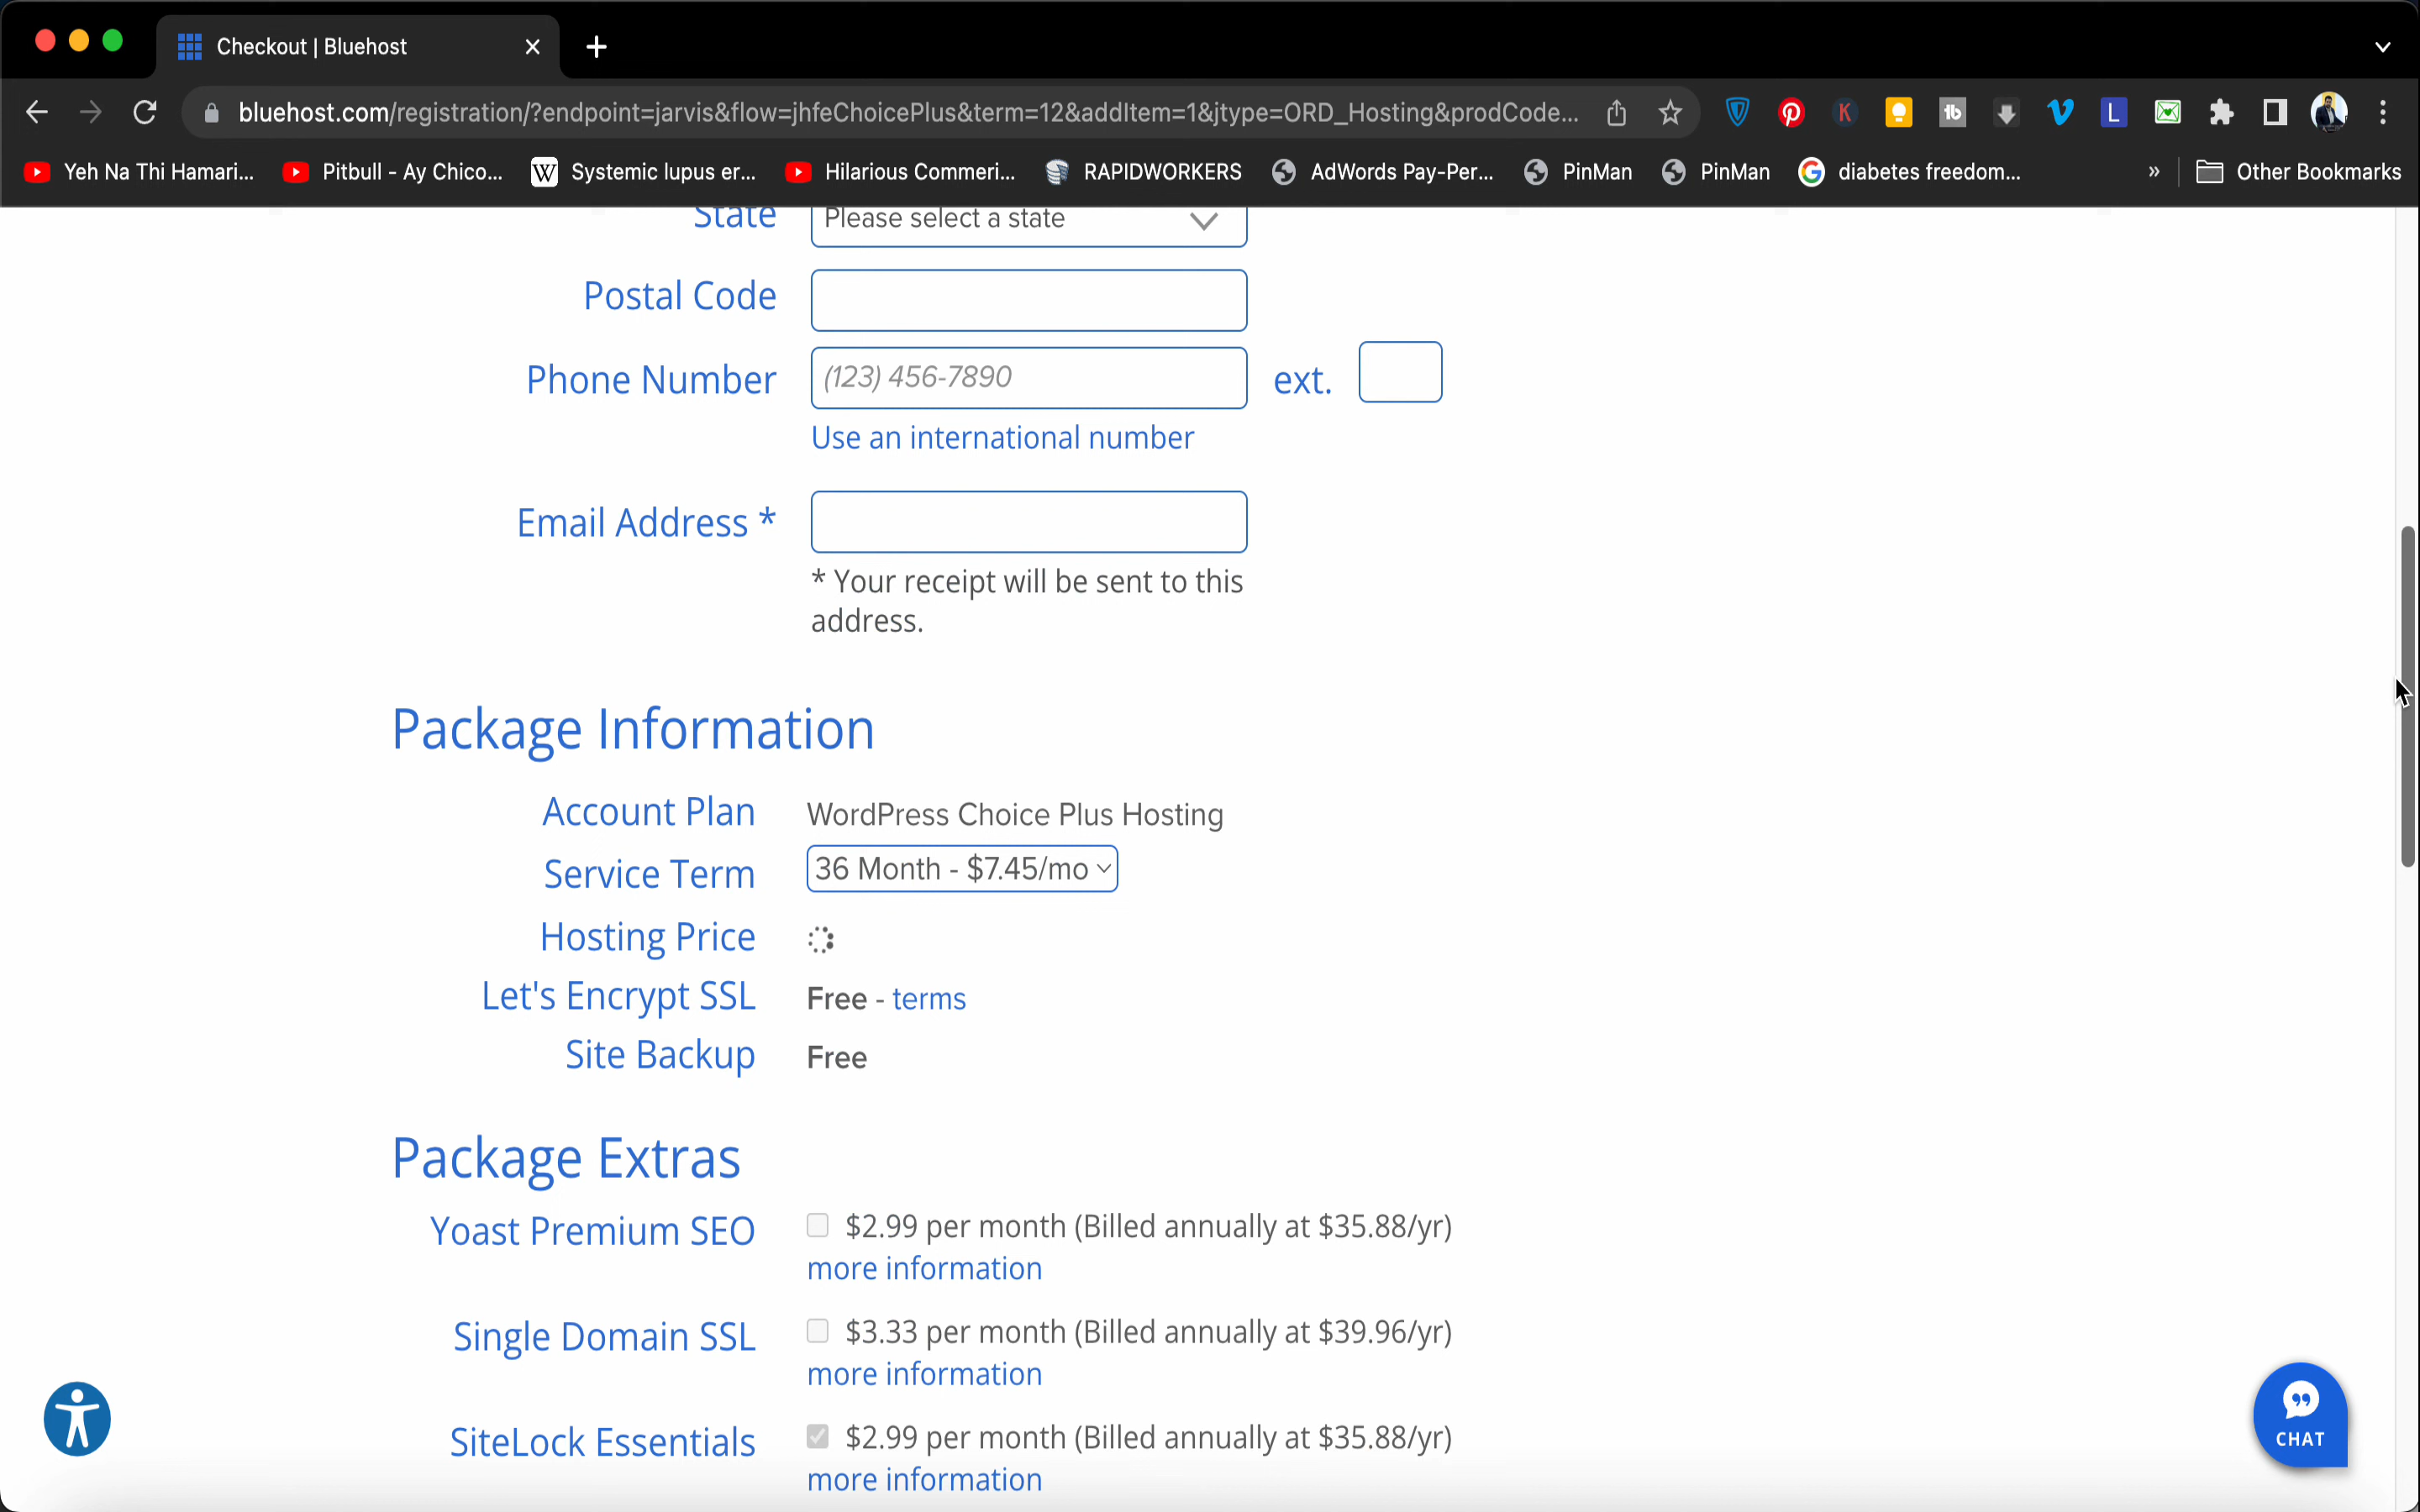 Checkout | Bluehost
bluehost.com/registration/?endpoint=jarvis&flow=jhfeChoicePlus&term=12&addItem=1&jtype=ORD_Hosting&prodCode...
Yeh Na Thi Hamari... Pitbull - Ay Chico... W Systemic lupus er... Hilarious Commeri... RAPIDWORKERS AdWords Pay-Per... PinMan PinMan diabetes freedom... » Other Bookmarks
State Please select a state
Postal Code
Phone Number (123) 456-7890 ext.
Use an international number
Email Address *
* Your receipt will be sent to this
address.
Package Information
Account Plan WordPress Choice Plus Hosting
Service Term 36 Month - $7.45/mo
Hosting Price
Let's Encrypt SSL Free - terms
Site Backup Free
Package Extras
Yoast Premium SEO $2.99 per month (Billed annually at $35.88/yr)
more information
Single Domain SSL $3.33 per month (Billed annually at $39.96/yr)
more information
SiteLock Essentials $2.99 per month (Billed annually at $35.88/yr)
more information
CHAT